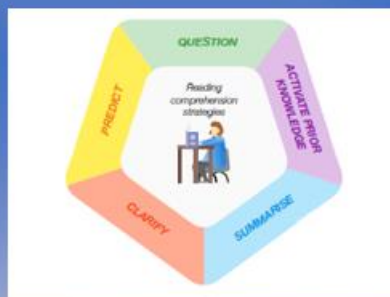 QUESTION
Reading
comprehension
strategies
ACTIVATE PRIOR
KNOWLEDGE
SUMMARISE
CLARIFY
PREDICT